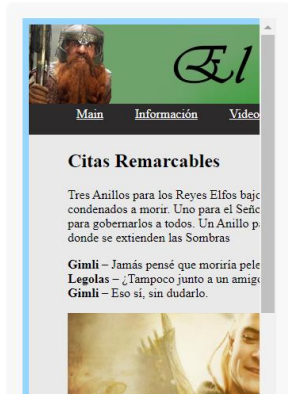 El
Main Información Video
Citas Remarcables
Tres Anillos para los Reyes Elfos bajo
condenados a morir. Uno para el Seño
para gobernarlos a todos. Un Anillo pa
donde se extienden las Sombras
Gimli – Jamás pensé que moriría pele
Legolas – ¿Tampoco junto a un amigo
Gimli – Eso sí, sin dudarlo.